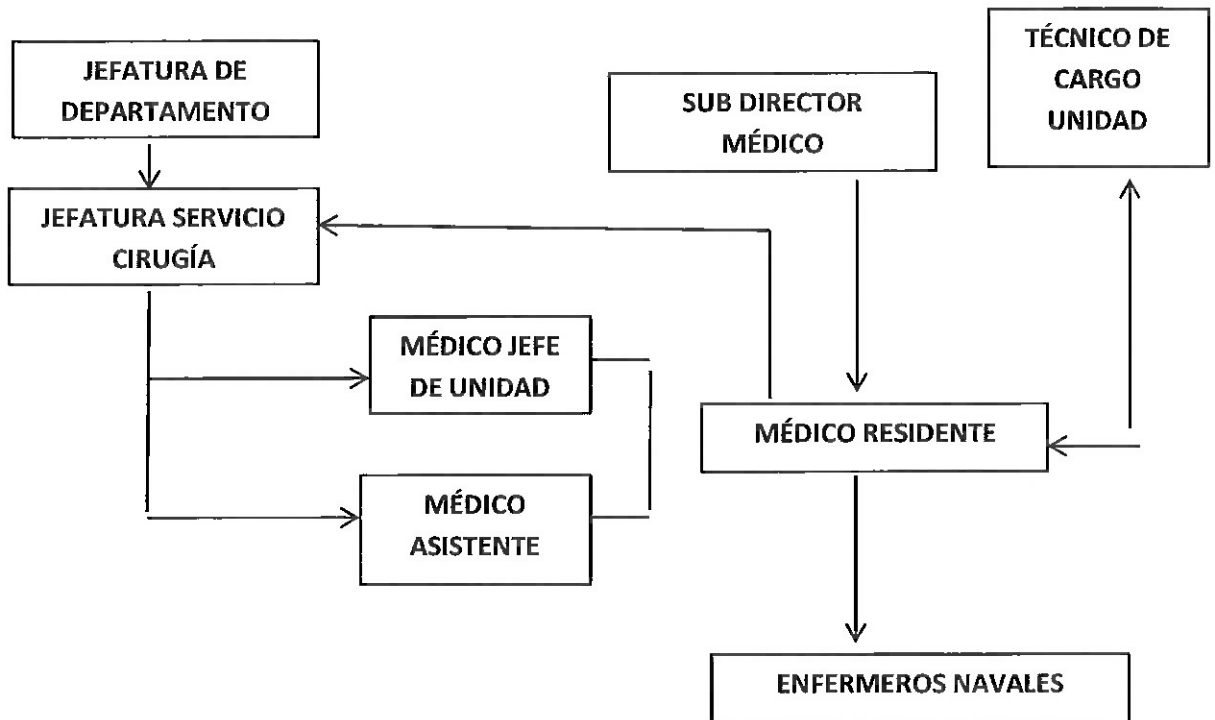 JEFATURA DE
DEPARTAMENTO
SUB DIRECTOR
MÉDICO
TÉCNICO DE
CARGO
UNIDAD
JEFATURA SERVICIO
CIRUGÍA
MÉDICO JEFE
DE UNIDAD
MÉDICO RESIDENTE
MÉDICO
ASISTENTE
ENFERMEROS NAVALES